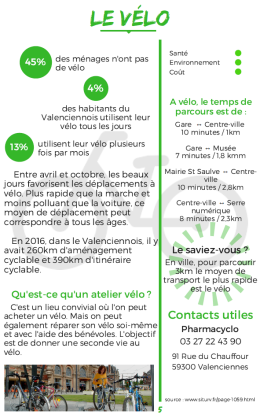 LE VÉLO
45%
des ménages n'ont pas
de vélo
4%
des habitants du
Valenciennois utilisent leur
vélo tous les jours
13%
utilisent leur vélo plusieurs
fois par mois
Entre avril et octobre, les beaux
jours favorisent les déplacements à
vélo. Plus rapide que la marche et
moins polluant que la voiture, ce
moyen de déplacement peut
correspondre à tous les âges.
En 2016, dans le Valenciennois, il y
avait 260km d'aménagement
cyclable et 390km d'itinéraire
cyclable.
Qu'est-ce qu'un atelier vélo ?
C'est un lieu convivial où l'on peut
acheter un vélo. Mais on peut
également réparer son vélo soi-même
et avec l'aide des bénévoles. L'objectif
est de donner une seconde vie au
vélo.
Santé
Environnement
Coût
A vélo, le temps de
parcours est de :
Gare ↔ Centre-ville
10 minutes / 1km
Gare ↔ Musée
7 minutes / 1,8 kmm
Mairie St Saulve ↔ Centre-
ville
10 minutes / 2,8km
Centre-ville ↔ Serre
numérique
8 minutes / 2,3km
Le saviez-vous ?
En ville, pour parcourir
3km le moyen de
transport le plus rapide
est le vélo
Contacts utiles
Pharmacyclo
03 27 22 43 90
91 Rue du Chauffour
59300 Valenciennes
source : www.siturv.fr/page-1059.html
5